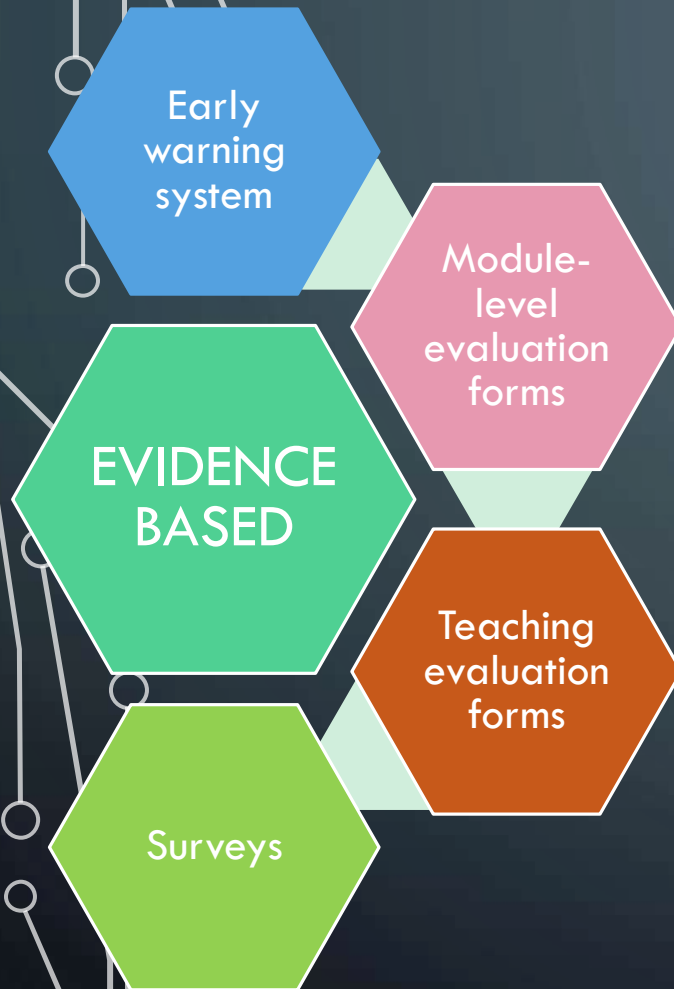 Early
warning
system
Module-
level
evaluation
forms
EVIDENCE
BASED
Teaching
evaluation
forms
Surveys